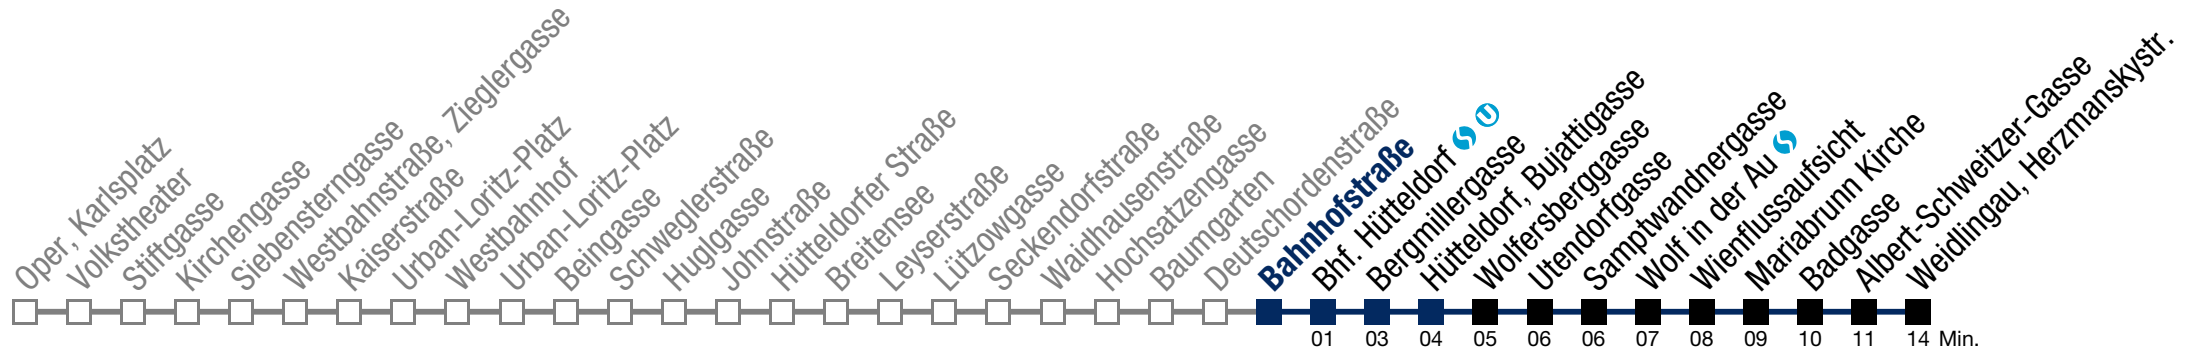 Oper, Karlsplatz
Volkstheater
Stiftgasse
Kirchengasse
Siebensterngasse
Westbahnstraße, Zieglergasse
Kaiserstraße
Urban-Loritz-Platz
Westbahnhof
Urban-Loritz-Platz
Beingasse
Schweglerstraße
Huglgasse
Johnstraße
Hütteldorfer Straße
Breitensee
Leyserstraße
Lützowgasse
Seckendorfstraße
Waidhausenstraße
Hochsatzengasse
Baumgarten
Deutschordenstraße
Bahnhofstraße
Bhf. Hütteldorf S U
Bergmillergasse
Hütteldorf, Bujattigasse
Wolfersberggasse
Utendorfgasse
Samptwandnergasse
Wolf in der Au S
Wienflussaufsicht
Mariabrunn Kirche
Badgasse
Albert-Schweitzer-Gasse
Weidlingau, Herzmanskystr.
01 03 04 05 06 06 07 08 09 10 11 14 Min.